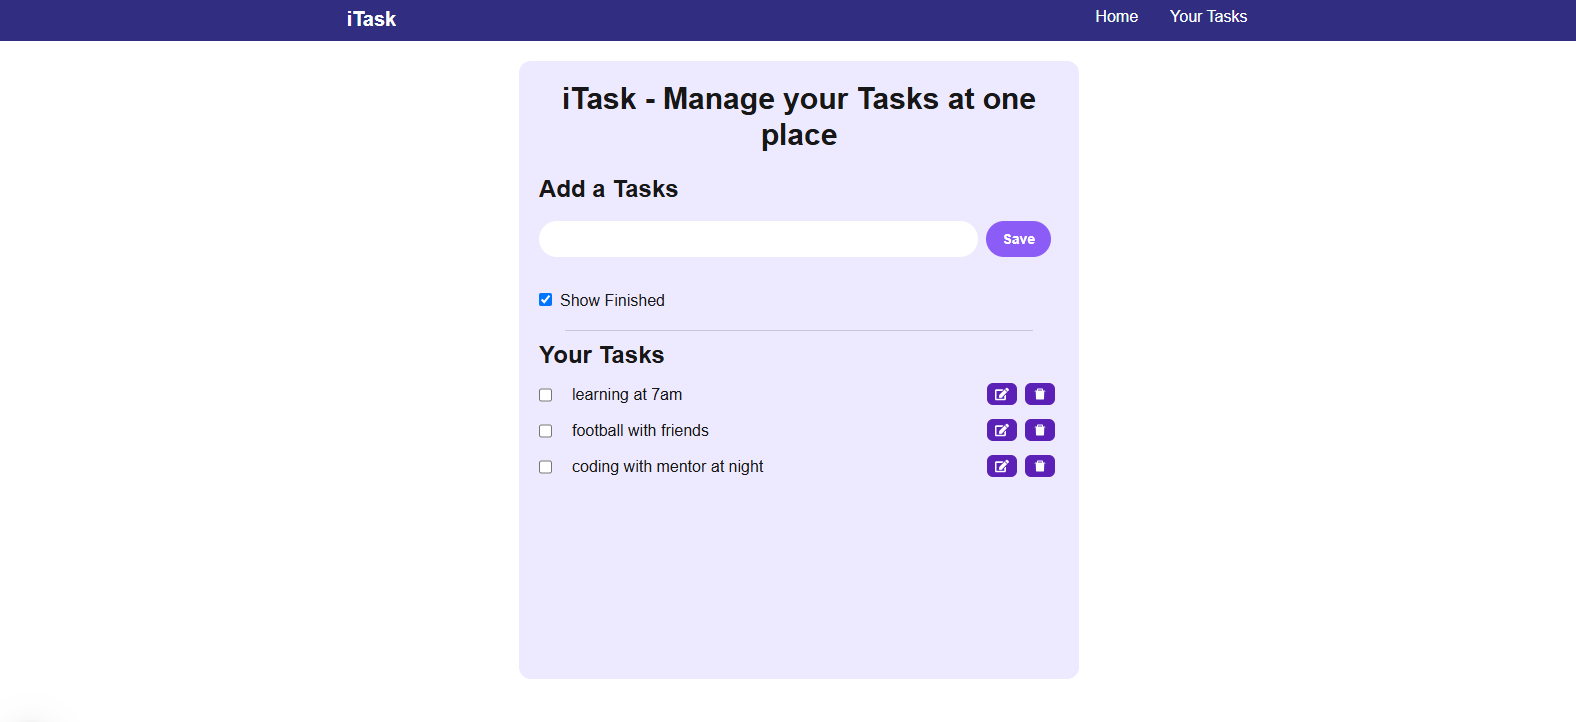 iTask
Home
Your Tasks
iTask - Manage your Tasks at one
place
Add a Tasks
Save
Show Finished
Your Tasks
learning at 7am
football with friends
coding with mentor at night